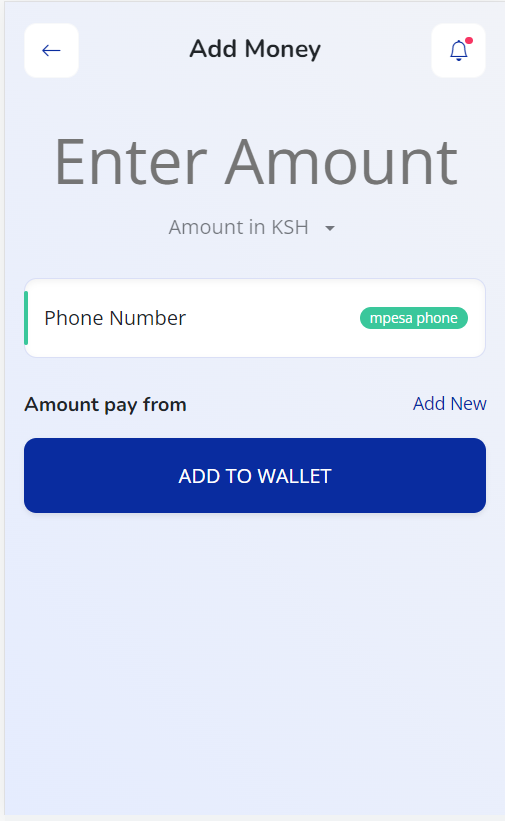 Add Money
Enter Amount
Amount in KSH
Phone Number mpesa phone
Amount pay from Add New
ADD TO WALLET